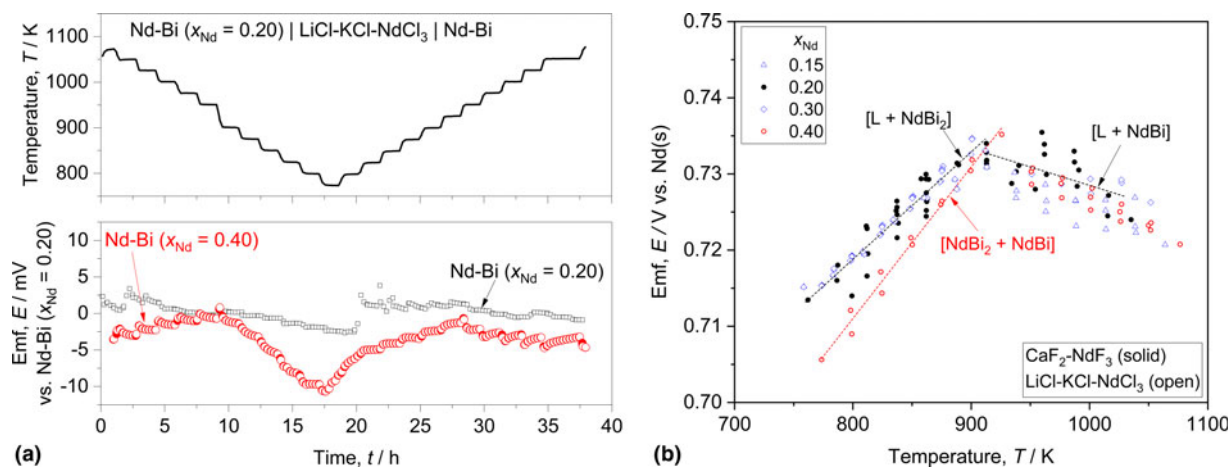 Nd-Bi (xNd = 0.20) | LiCl-KCl-NdCl3 | Nd-Bi
Temperature, T / K
1100
1000
900
800
Emf, E / mV
vs. Nd-Bi (xNd = 0.20)
10
5
0
-5
-10
Nd-Bi (xNd = 0.40)
Nd-Bi (xNd = 0.20)
0 5 10 15 20 25 30 35 40
(a)
Time, t / h
Emf, E / V vs. Nd(s)
0.75
0.74
0.73
0.72
0.71
0.70
xNd
0.15
0.20
0.30
0.40
[L + NdBi2]
[L + NdBi]
[NdBi2 + NdBi]
CaF2-NdF3 (solid)
LiCl-KCl-NdCl3 (open)
700 800 900 1000 1100
(b)
Temperature, T / K